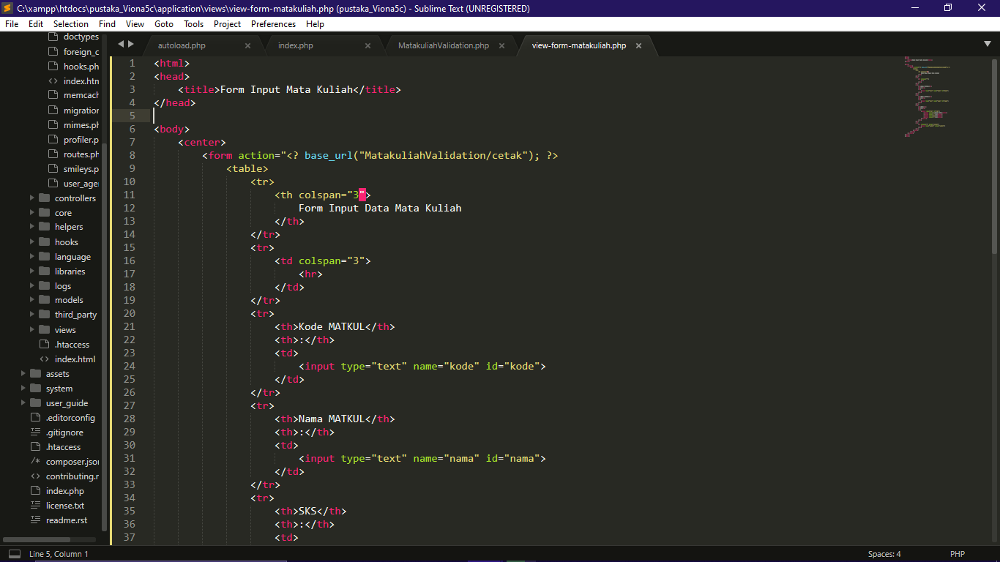 C:\xampp\htdocs\pustaka_Viona5c\application\views\view-form-matakuliah.php (pustaka_Viona5c) - Sublime Text (UNREGISTERED)
File Edit Selection Find View Goto Tools Project Preferences Help
doctypes
foreign_c
hooks.ph
index.htm
memcach
migration
mimes.ph
profiler.p
routes.ph
smileys.p
user_agen
controllers
core
helpers
hooks
language
libraries
logs
models
third_party
views
.htaccess
index.html
assets
system
user_guide
.editorconfig
.gitignore
.htaccess
composer.json
contributing.r
index.php
license.txt
readme.rst
autoload.php index.php MatakuliahValidation.php view-form-matakuliah.php
1 <html>
2 <head>
3 <title>Form Input Mata Kuliah</title>
4 </head>
5
6 <body>
7 <center>
8 <form action="<? base_url("MatakuliahValidation/cetak"); ?>
9 <table>
10 <tr>
11 <th colspan="3">
12 Form Input Data Mata Kuliah
13 </th>
14 </tr>
15 <tr>
16 <td colspan="3">
17 <hr>
18 </td>
19 </tr>
20 <tr>
21 <th>Kode MATKUL</th>
22 <th>:</th>
23 <td>
24 <input type="text" name="kode" id="kode">
25 </td>
26 </tr>
27 <tr>
28 <th>Nama MATKUL</th>
29 <th>:</th>
30 <td>
31 <input type="text" name="nama" id="nama">
32 </td>
33 </tr>
34 <tr>
35 <th>SKS</th>
36 <th>:</th>
37 <td>
Line 5, Column 1 Spaces: 4 PHP